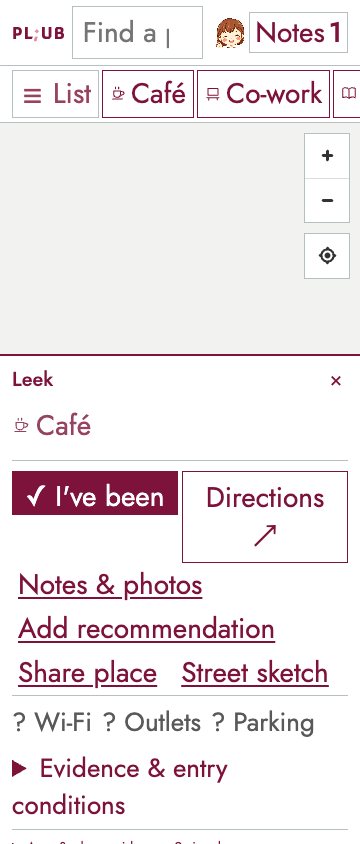 PL;UB Find a p Notes 1
List Café Co-work
+
−
Leek ×
Café
✓ I've been Directions ↗
Notes & photos
Add recommendation
Share place Street sketch
? Wi-Fi ? Outlets ? Parking
▶ Evidence & entry
conditions